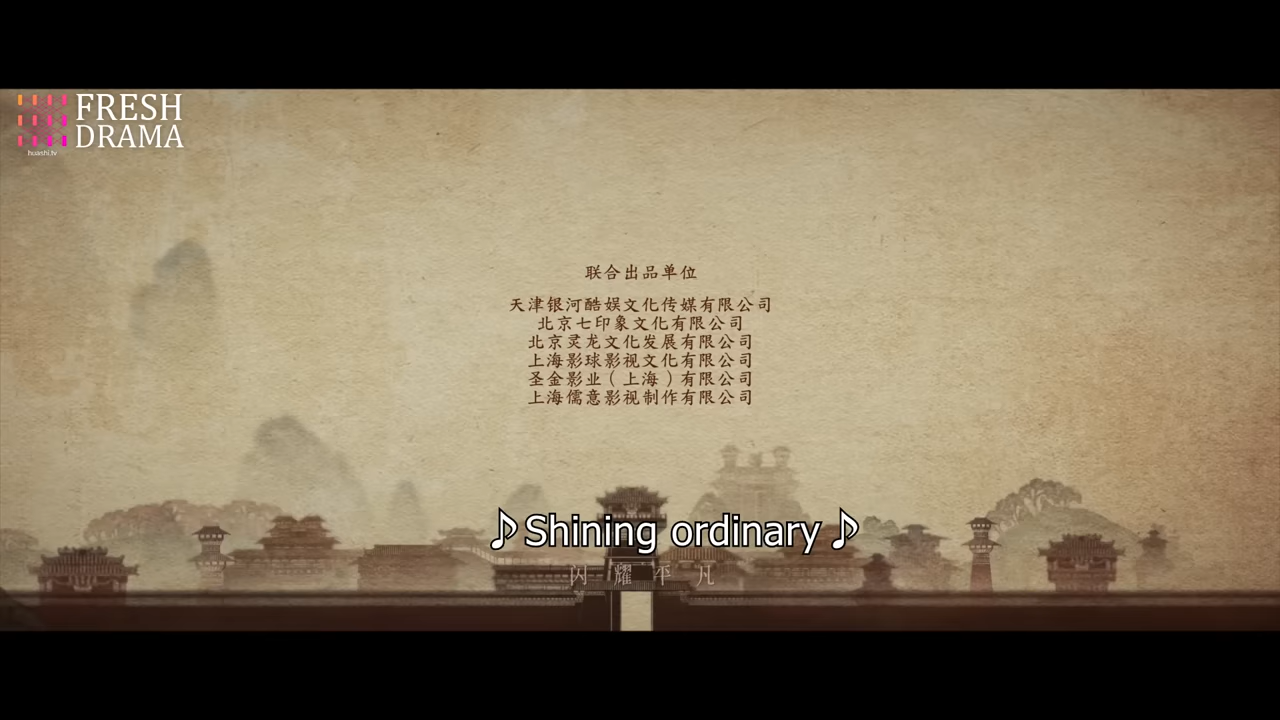 FRESH
DRAMA
huashi.tv
联合出品单位
天津银河酷娱文化传媒有限公司
北京七印象文化有限公司
北京灵龙文化发展有限公司
上海影球影视文化有限公司
圣金影业（上海）有限公司
上海儒意影视制作有限公司
♪Shining ordinary♪
闪耀平凡